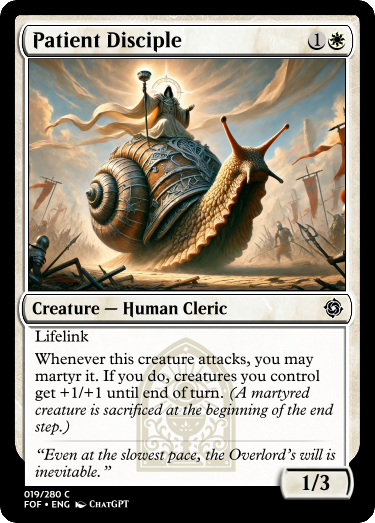 Patient Disciple 1
Creature — Human Cleric
Lifelink
Whenever this creature attacks, you may
martyr it. If you do, creatures you control
get +1/+1 until end of turn. (A martyred
creature is sacrificed at the beginning of the end
step.)
“Even at the slowest pace, the Overlord’s will is
inevitable.”
1/3
019/280 C
FOF • ENG ChatGPT